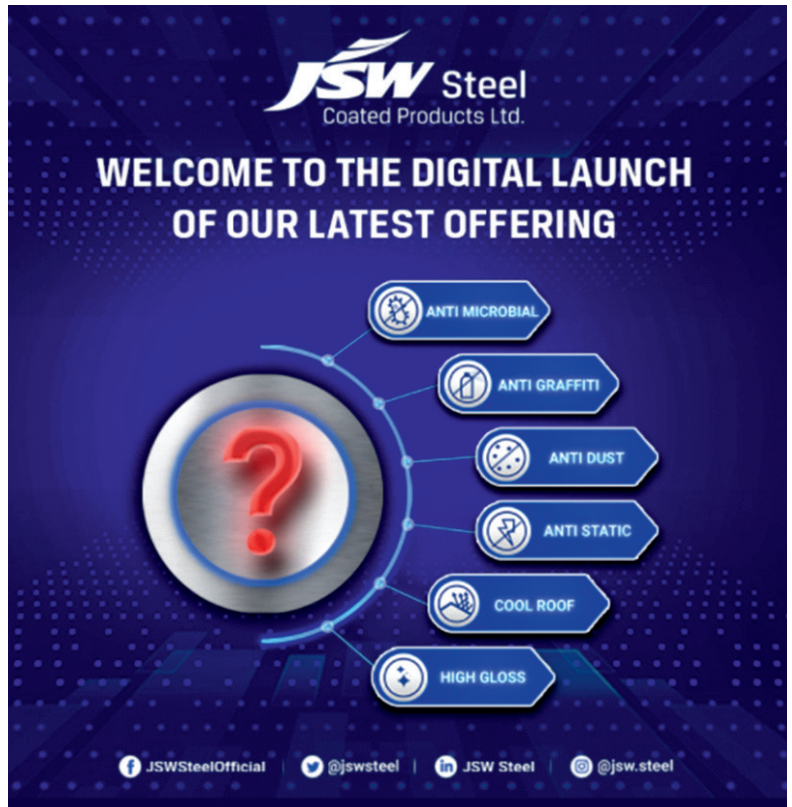 JSW Steel
Coated Products Ltd.
WELCOME TO THE DIGITAL LAUNCH
OF OUR LATEST OFFERING
ANTI MICROBIAL
ANTI GRAFFITI
ANTI DUST
?
ANTI STATIC
COOL ROOF
HIGH GLOSS
JSWSteelOfficial
@jswsteel
JSW Steel
@jsw.steel